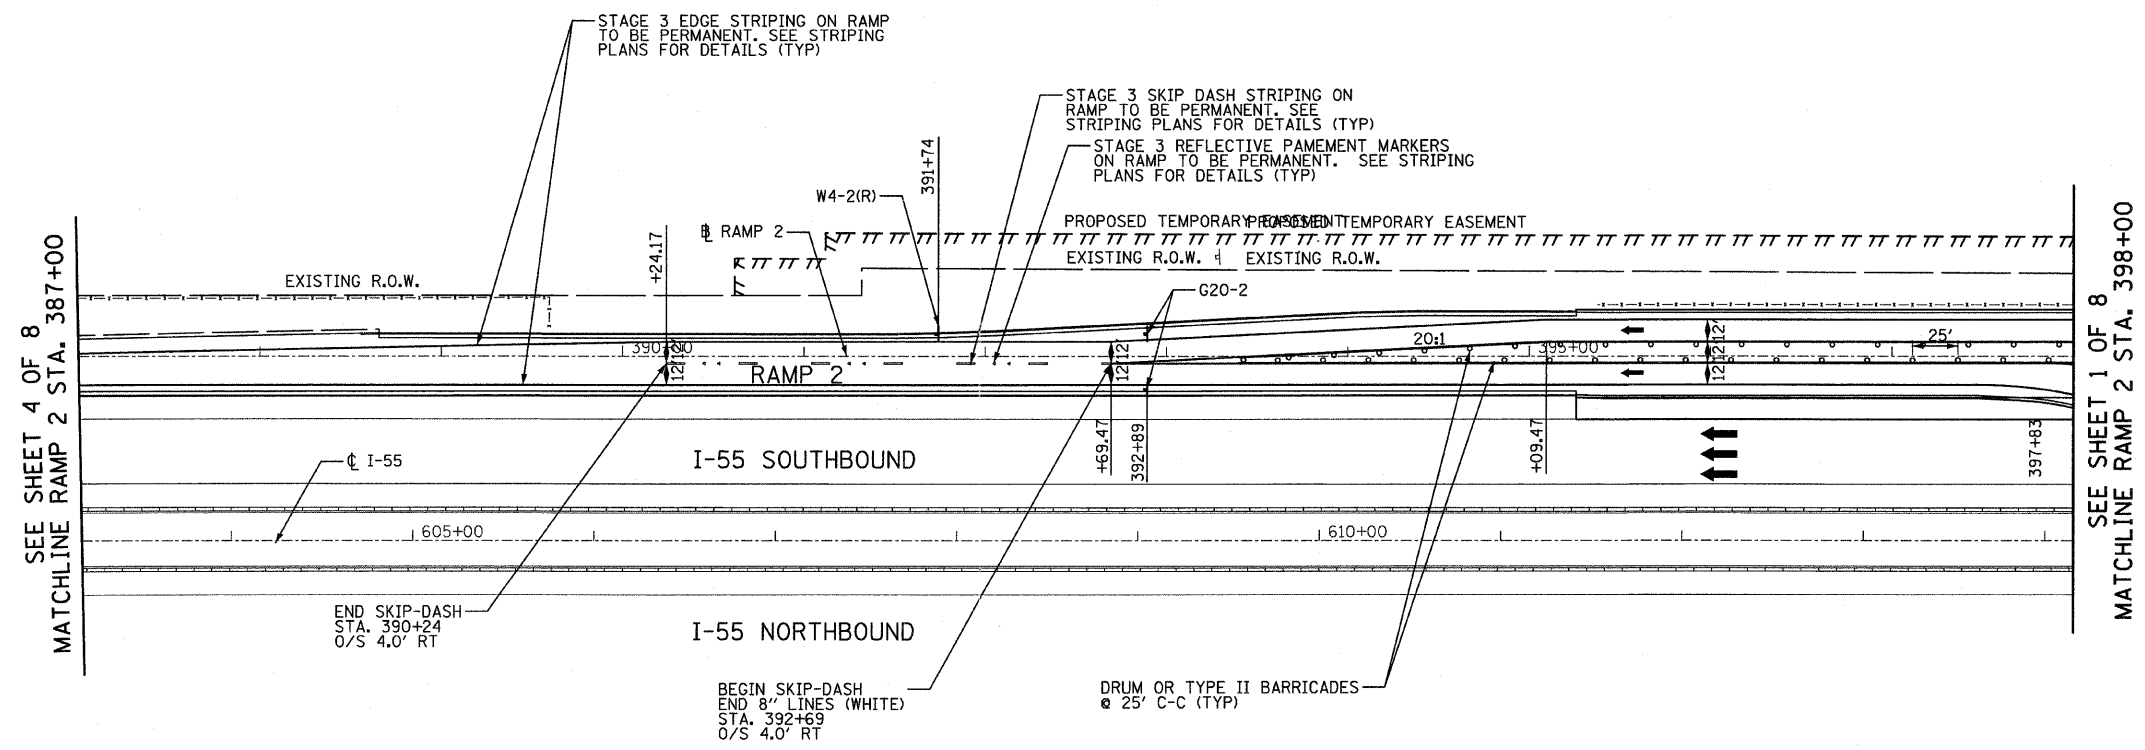 STAGE 3 EDGE STRIPING ON RAMP
TO BE PERMANENT. SEE STRIPING
PLANS FOR DETAILS (TYP)
STAGE 3 SKIP DASH STRIPING ON
RAMP TO BE PERMANENT. SEE
STRIPING PLANS FOR DETAILS (TYP)
STAGE 3 REFLECTIVE PAMEMENT MARKERS
ON RAMP TO BE PERMANENT. SEE STRIPING
PLANS FOR DETAILS (TYP)
391+74
W4-2(R)
PROPOSED TEMPORARY EASEMENT
PROPOSED TEMPORARY EASEMENT
℄ RAMP 2
+24.17
EXISTING R.O.W.
EXISTING R.O.W.
EXISTING R.O.W.
G20-2
SEE SHEET 4 OF 8
MATCHLINE RAMP 2 STA. 387+00
SEE SHEET 1 OF 8
MATCHLINE RAMP 2 STA. 398+00
390+00
12'
12'
12'
12'
20:1
395+00
12'
12'
12'
25'
RAMP 2
+69.47
392+89
+09.47
397+83
℄ I-55
I-55 SOUTHBOUND
605+00
610+00
END SKIP-DASH
STA. 390+24
O/S 4.0' RT
I-55 NORTHBOUND
BEGIN SKIP-DASH
END 8" LINES (WHITE)
STA. 392+69
O/S 4.0' RT
DRUM OR TYPE II BARRICADES
@ 25' C-C (TYP)